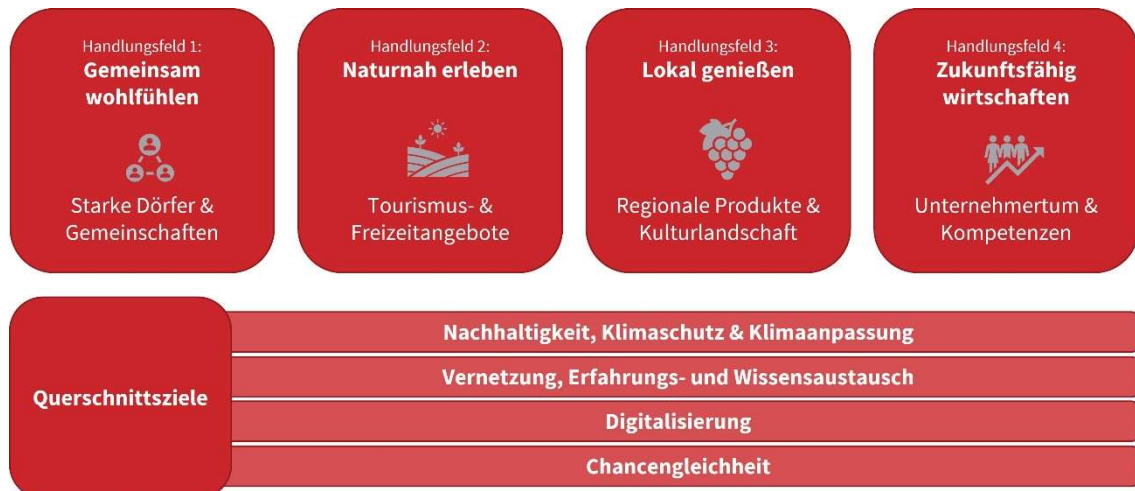 Handlungsfeld 1:
Gemeinsam
wohlfühlen
Starke Dörfer &
Gemeinschaften
Handlungsfeld 2:
Naturnah erleben
Tourismus- &
Freizeitangebote
Handlungsfeld 3:
Lokal genießen
Regionale Produkte &
Kulturlandschaft
Handlungsfeld 4:
Zukunftsfähig
wirtschaften
Unternehmertum &
Kompetenzen
Querschnittsziele
Nachhaltigkeit, Klimaschutz & Klimaanpassung
Vernetzung, Erfahrungs- und Wissensaustausch
Digitalisierung
Chancengleichheit